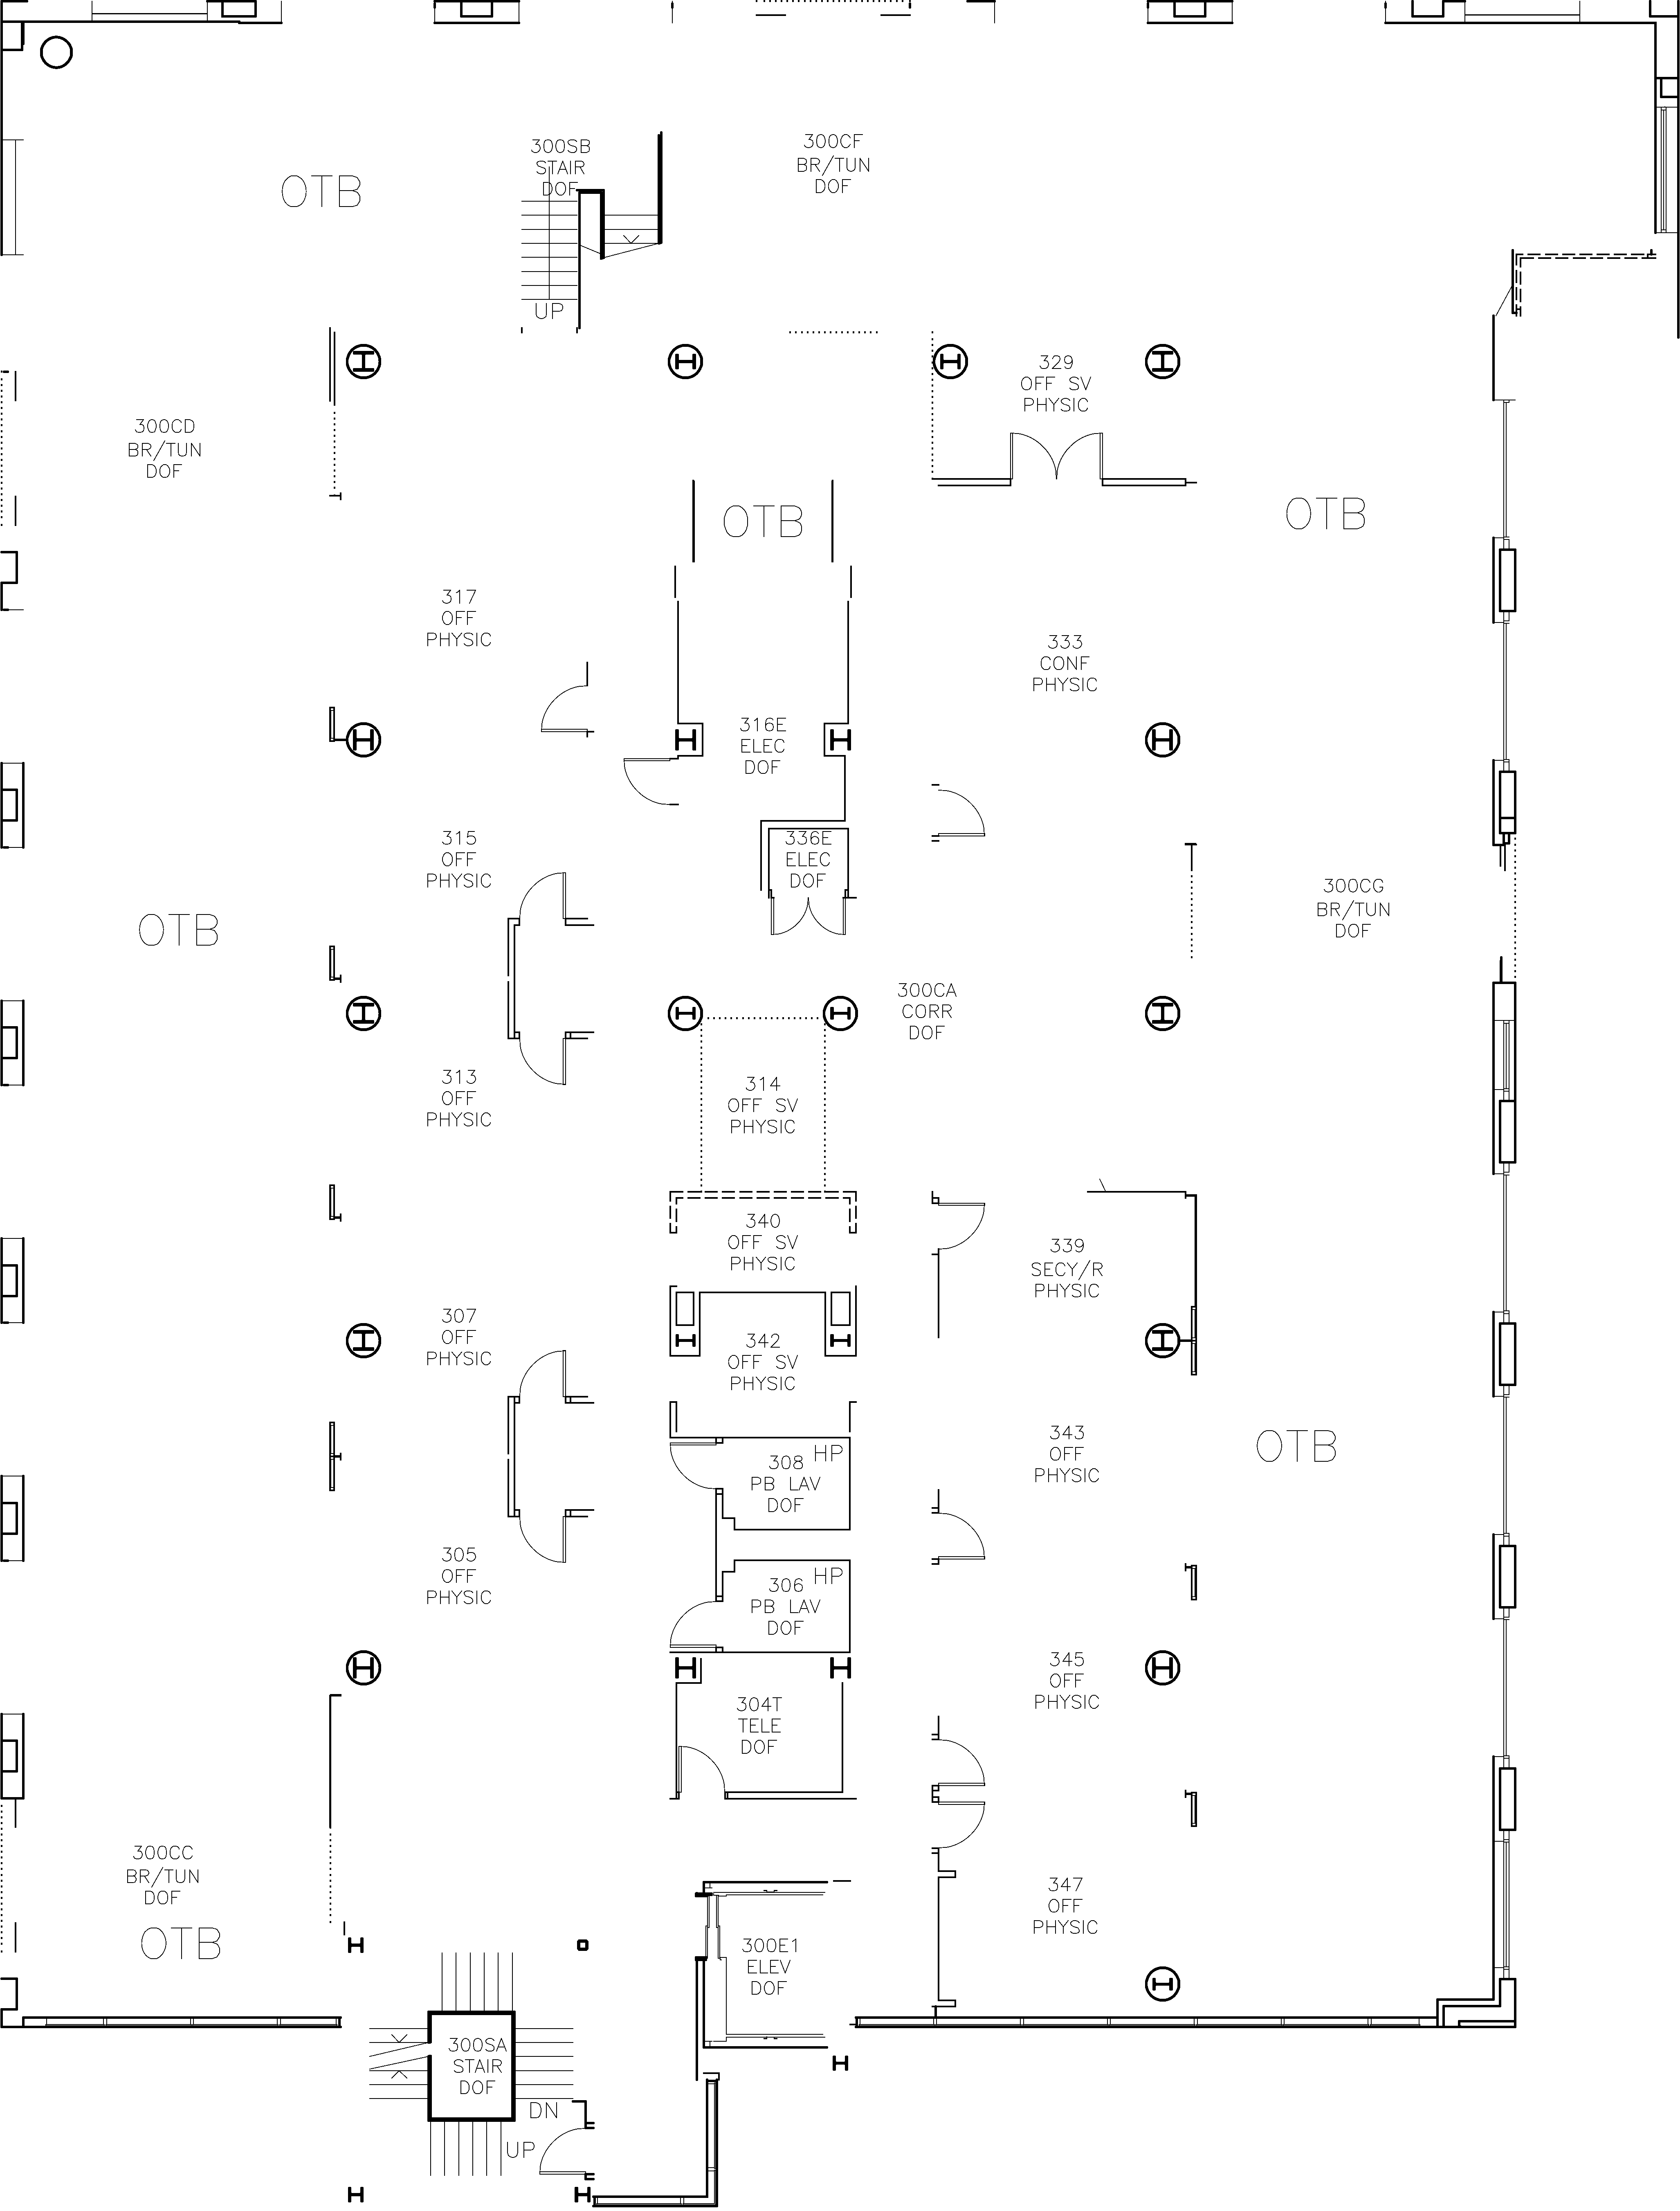 300SB
STAIR
DOF
300CF
BR/TUN
DOF
OTB
UP
329
OFF SV
PHYSIC
300CD
BR/TUN
DOF
OTB
OTB
317
OFF
PHYSIC
333
CONF
PHYSIC
316E
ELEC
DOF
315
OFF
PHYSIC
336E
ELEC
DOF
300CG
BR/TUN
DOF
OTB
300CA
CORR
DOF
313
OFF
PHYSIC
314
OFF SV
PHYSIC
340
OFF SV
PHYSIC
339
SECY/R
PHYSIC
307
OFF
PHYSIC
342
OFF SV
PHYSIC
343
OFF
PHYSIC
OTB
308 HP
PB LAV
DOF
305
OFF
PHYSIC
306 HP
PB LAV
DOF
345
OFF
PHYSIC
304T
TELE
DOF
300CC
BR/TUN
DOF
OTB
347
OFF
PHYSIC
300E1
ELEV
DOF
300SA
STAIR
DOF
DN
UP